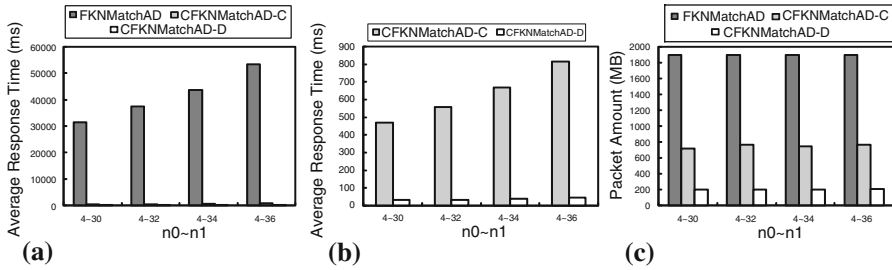 FKNMatchAD CFKNMatchAD-C
CFKNMatchAD-D
Average Response Time (ms)
60000
50000
40000
30000
20000
10000
0
4~30 4~32 4~34 4~36
n0~n1
(a)
CFKNMatchAD-C CFKNMatchAD-D
Average Response Time (ms)
900
800
700
600
500
400
300
200
100
0
4~30 4~32 4~34 4~36
n0~n1
(b)
FKNMatchAD CFKNMatchAD-C
CFKNMatchAD-D
Packet Amount (MB)
2000
1800
1600
1400
1200
1000
800
600
400
200
0
4~30 4~32 4~34 4~36
n0~n1
(c)